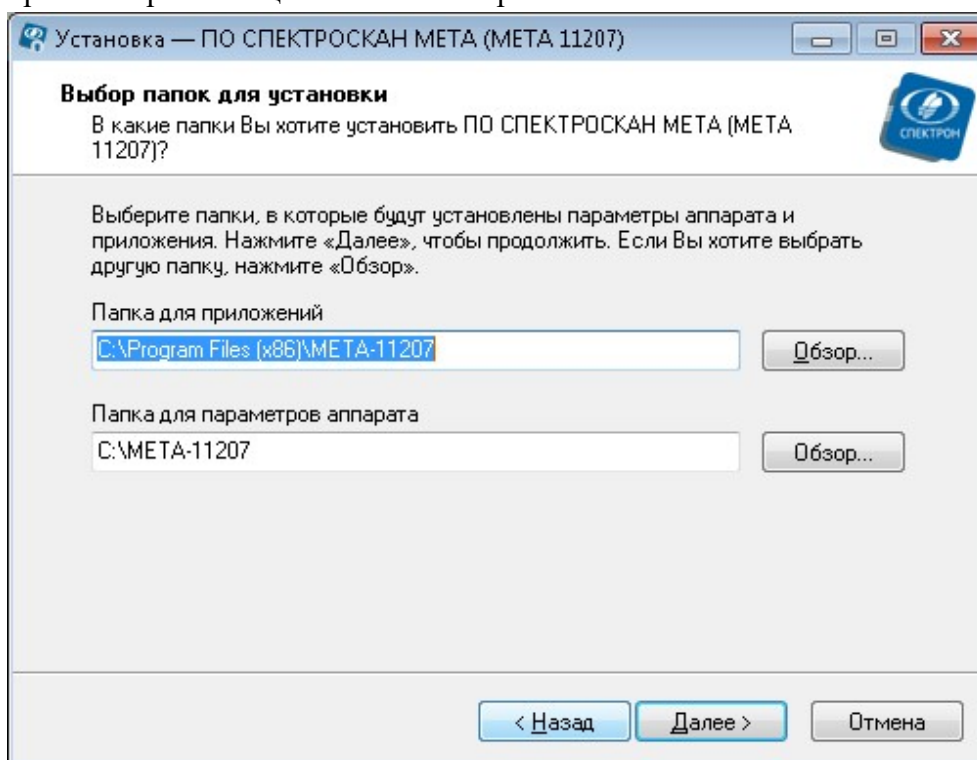 Установка — ПО СПЕКТРОСКАН МЕТА (МЕТА 11207)
Выбор папок для установки
В какие папки Вы хотите установить ПО СПЕКТРОСКАН МЕТА (МЕТА
11207)?
СПЕКТРОН
Выберите папки, в которые будут установлены параметры аппарата и
приложения. Нажмите «Далее», чтобы продолжить. Если Вы хотите выбрать
другую папку, нажмите «Обзор».
Папка для приложений
C:\Program Files (x86)\META-11207
Обзор...
Папка для параметров аппарата
C:\META-11207
Обзор...
< Назад
Далее >
Отмена